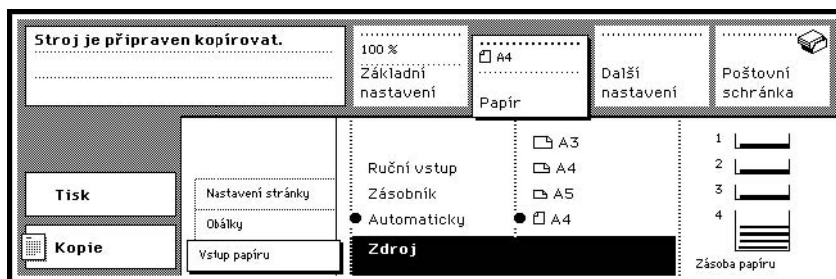 Stroj je připraven kopírovat.
100 %
Základní
nastavení
A4
Papír
Další
nastavení
Poštovní
schránka
Tisk
Kopie
Nastavení stránky
Obálky
Vstup papíru
Ruční vstup
Zásobník
Automaticky
Zdroj
A3
A4
A5
A4
1
2
3
4
Zásoba papíru